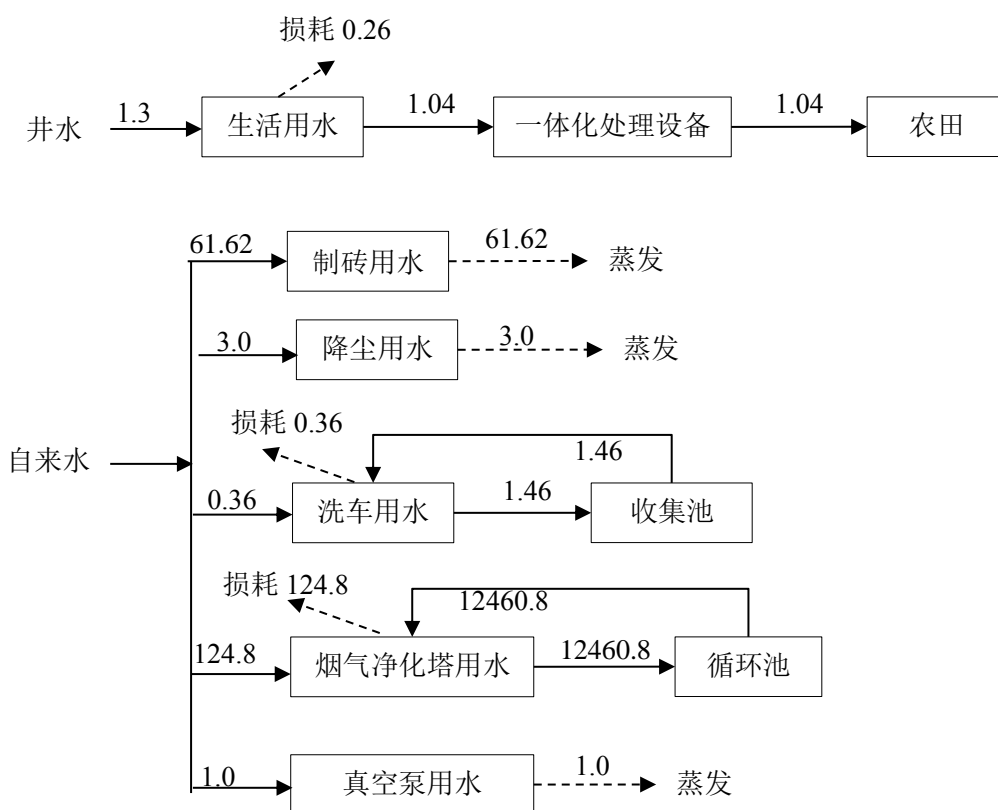 损耗 0.26
井水 1.3 生活用水 1.04 一体化处理设备 1.04 农田
61.62 制砖用水 61.62 蒸发
3.0 降尘用水 3.0 蒸发
损耗 0.36
1.46
自来水
0.36 洗车用水 1.46 收集池
损耗 124.8
12460.8
124.8 烟气净化塔用水 12460.8 循环池
1.0 真空泵用水 1.0 蒸发